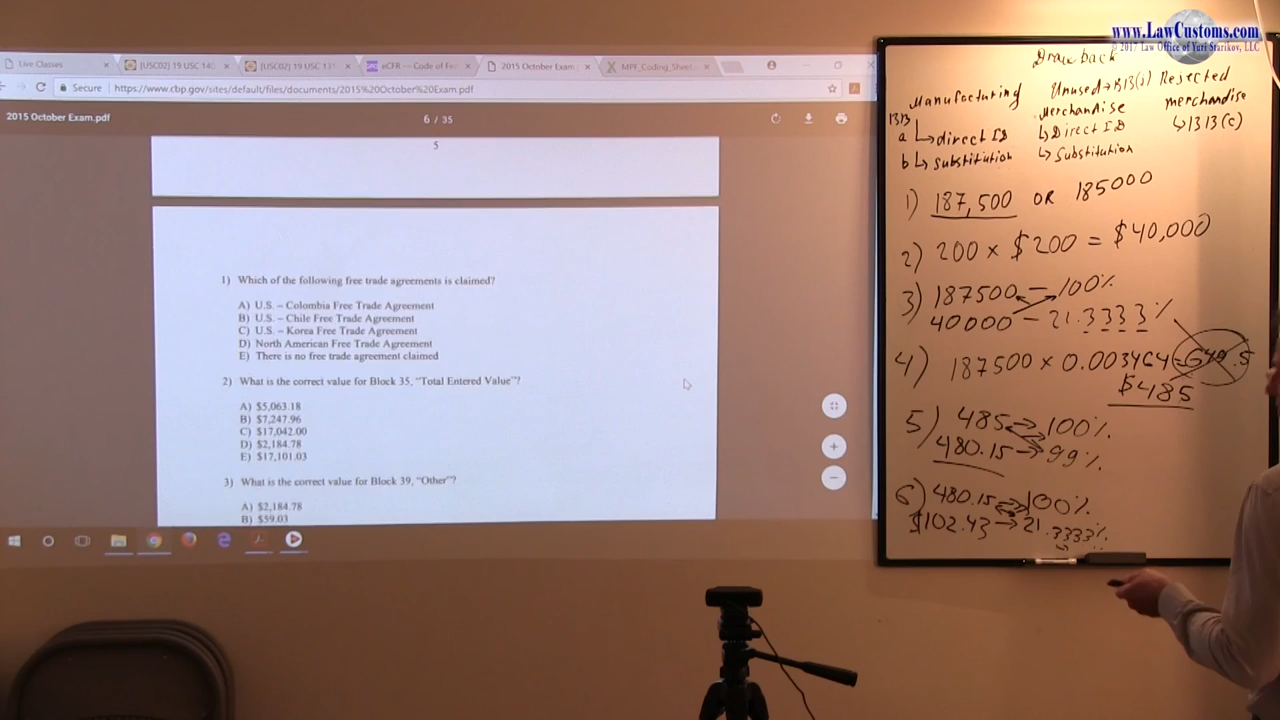 www.LawCustoms.com
© 2017 Law Office of Yuri Starikov, LLC
Live Classes
[USC02] 19 USC 140
[USC02] 19 USC 131
eCFR — Code of Fe
2015 October Exam
MPF_Coding_Sheet
Secure
https://www.cbp.gov/sites/default/files/documents/2015%20October%20Exam.pdf
2015 October Exam.pdf
6 / 35
5
1) Which of the following free trade agreements is claimed?
A) U.S. – Colombia Free Trade Agreement
B) U.S. – Chile Free Trade Agreement
C) U.S. – Korea Free Trade Agreement
D) North American Free Trade Agreement
E) There is no free trade agreement claimed
2) What is the correct value for Block 35, "Total Entered Value"?
A) $5,063.18
B) $7,247.96
C) $17,042.00
D) $2,184.78
E) $17,101.03
3) What is the correct value for Block 39, "Other"?
A) $2,184.78
B) $59.03
Drawback
Manufacturing
1313
a ↳ direct ID
b ↳ substitution
Unused → 1313(j)
Merchandise
↳ Direct ID
↳ Substitution
Rejected
merchandise
↳ 1313(c)
1) 187,500 OR 185000
2) 200 × $200 = $40,000
3) 187500 — 100%
40000 — 21.3333%
4) 187500 × 0.003464 = 649.5
$485
5) 485 → 100%
480.15 → 99%
6) 480.15 → 100%
$102.43 → 21.3333%